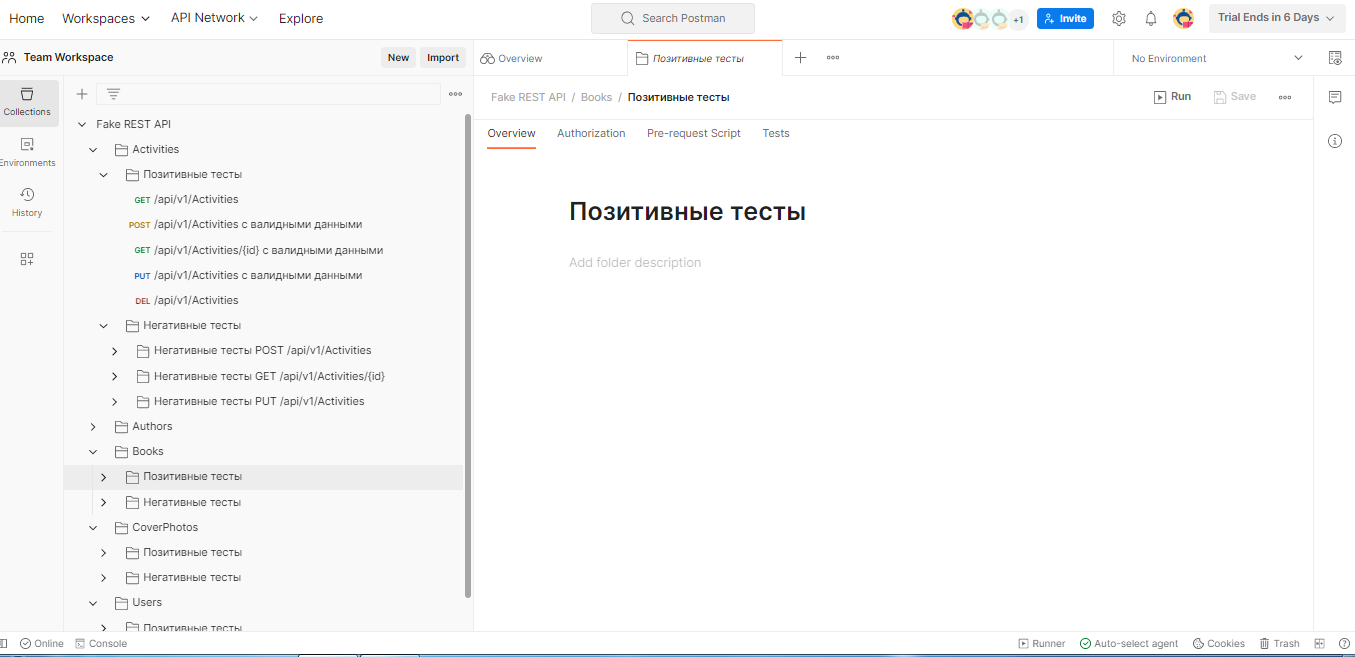 Home Workspaces API Network Explore Search Postman +1 Invite Trial Ends in 6 Days
Team Workspace New Import Overview Позитивные тесты No Environment
Collections
Environments
History
Fake REST API
Activities
Позитивные тесты
GET /api/v1/Activities
POST /api/v1/Activities с валидными данными
GET /api/v1/Activities/{id} с валидными данными
PUT /api/v1/Activities с валидными данными
DEL /api/v1/Activities
Негативные тесты
Негативные тесты POST /api/v1/Activities
Негативные тесты GET /api/v1/Activities/{id}
Негативные тесты PUT /api/v1/Activities
Authors
Books
Позитивные тесты
Негативные тесты
CoverPhotos
Позитивные тесты
Негативные тесты
Users
Позитивные тесты
Fake REST API / Books / Позитивные тесты Run Save
Overview Authorization Pre-request Script Tests
Позитивные тесты
Add folder description
Online Console Runner Auto-select agent Cookies Trash